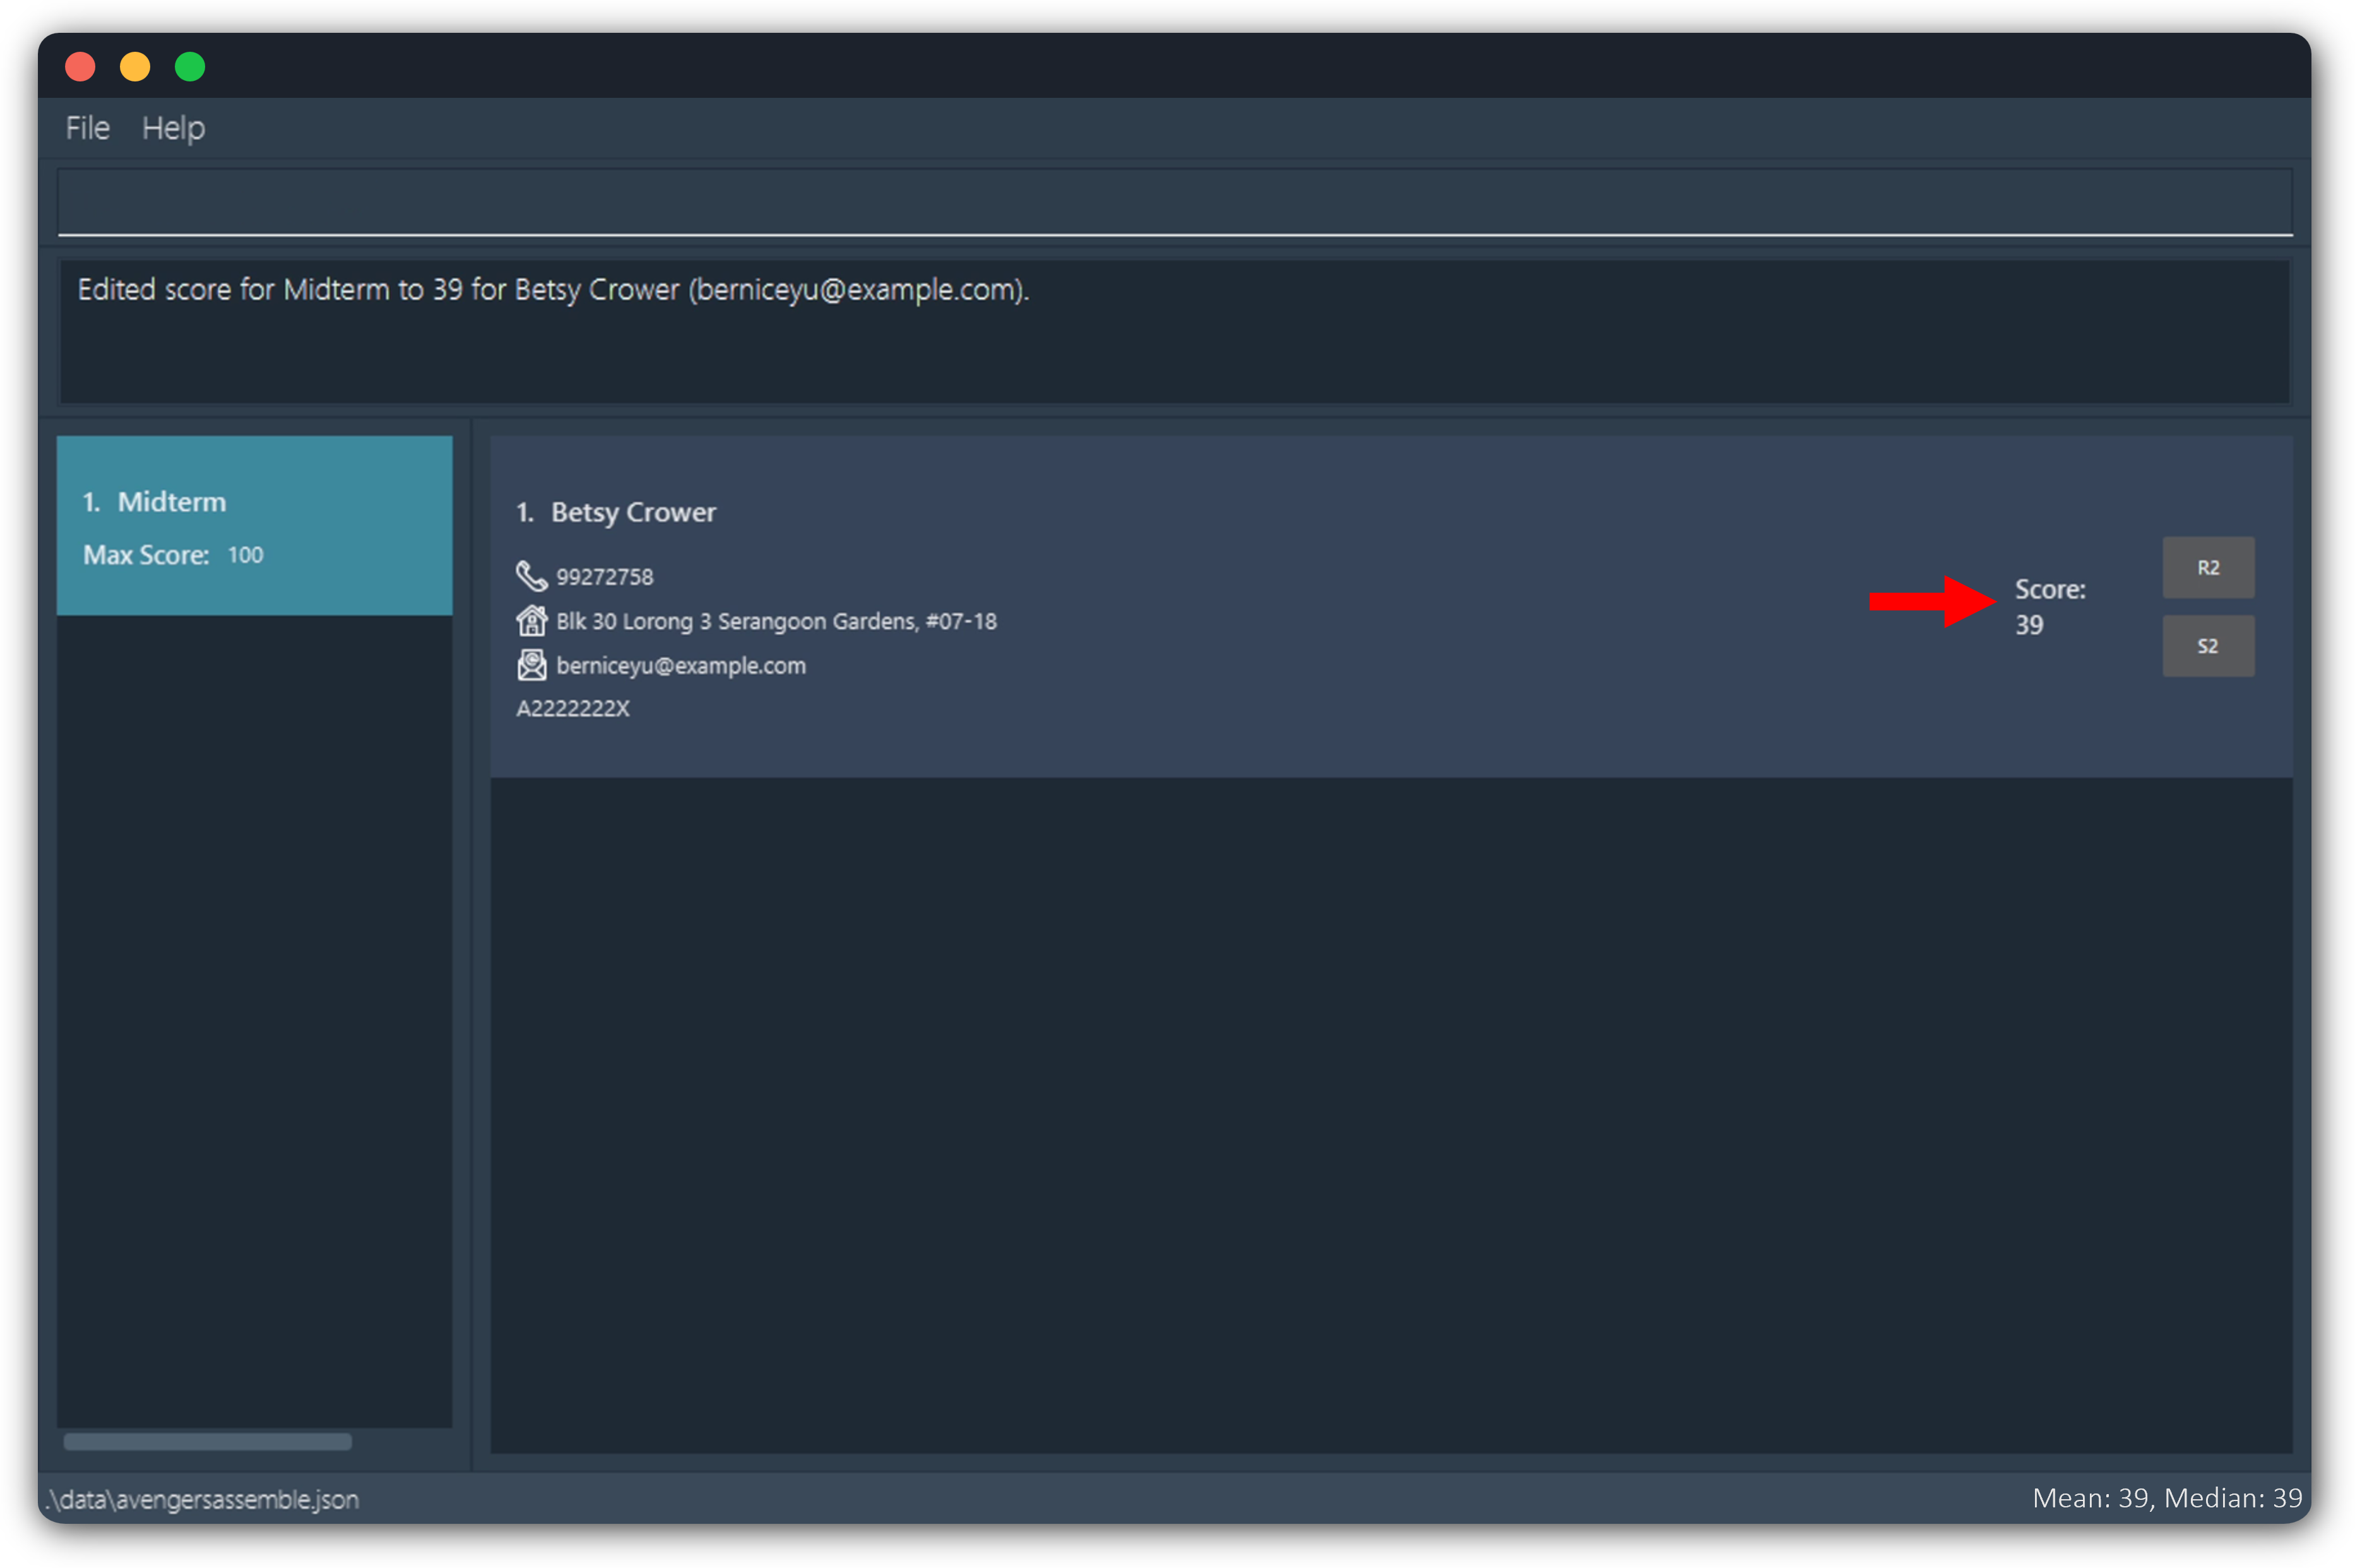 File Help
Edited score for Midterm to 39 for Betsy Crower (berniceyu@example.com).
1. Midterm
Max Score: 100
1. Betsy Crower
99272758
Blk 30 Lorong 3 Serangoon Gardens, #07-18
berniceyu@example.com
A2222222X
Score:
39
R2
S2
.\data\avengersassemble.json
Mean: 39, Median: 39